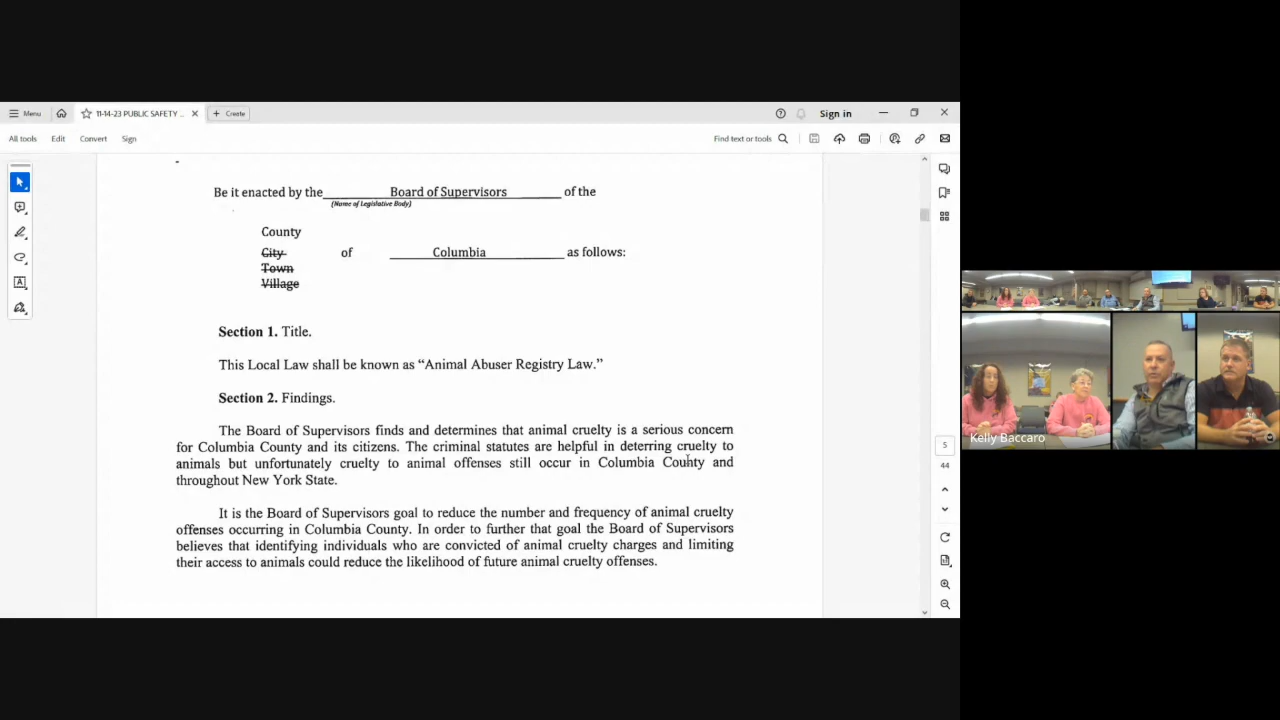 Menu
11-14-23 PUBLIC SAFETY ..
Create
Sign in
All tools
Edit
Convert
Sign
Find text or tools
Be it enacted by the Board of Supervisors of the
(Name of Legislative Body)
County
City
of Columbia as follows:
Town
Village
Section 1. Title.
This Local Law shall be known as “Animal Abuser Registry Law.”
Section 2. Findings.
The Board of Supervisors finds and determines that animal cruelty is a serious concern
for Columbia County and its citizens. The criminal statutes are helpful in deterring cruelty to
animals but unfortunately cruelty to animal offenses still occur in Columbia County and
throughout New York State.
It is the Board of Supervisors goal to reduce the number and frequency of animal cruelty
offenses occurring in Columbia County. In order to further that goal the Board of Supervisors
believes that identifying individuals who are convicted of animal cruelty charges and limiting
their access to animals could reduce the likelihood of future animal cruelty offenses.
5
44
Kelly Baccaro